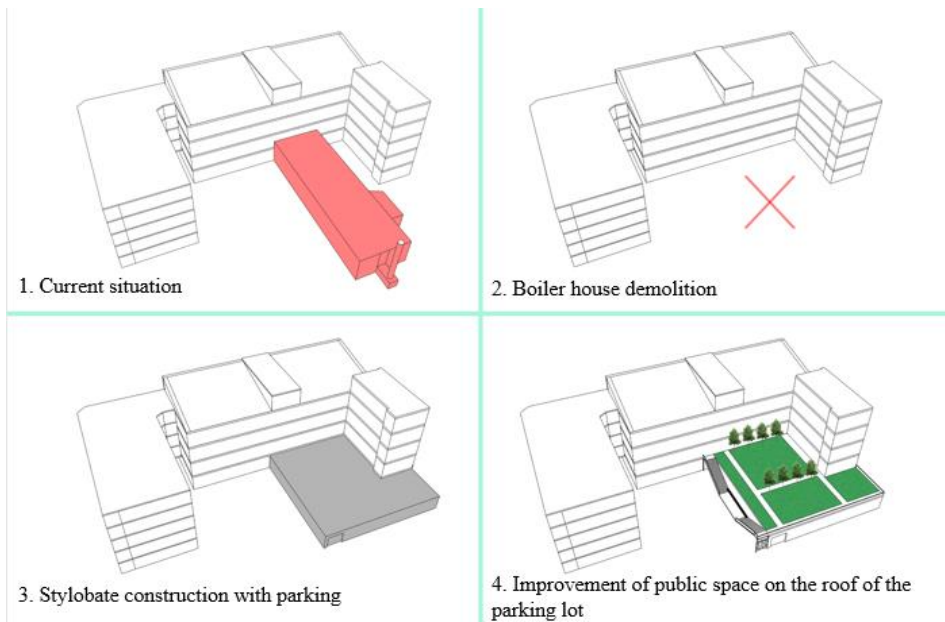 1. Current situation
2. Boiler house demolition
3. Stylobate construction with parking
4. Improvement of public space on the roof of the
parking lot